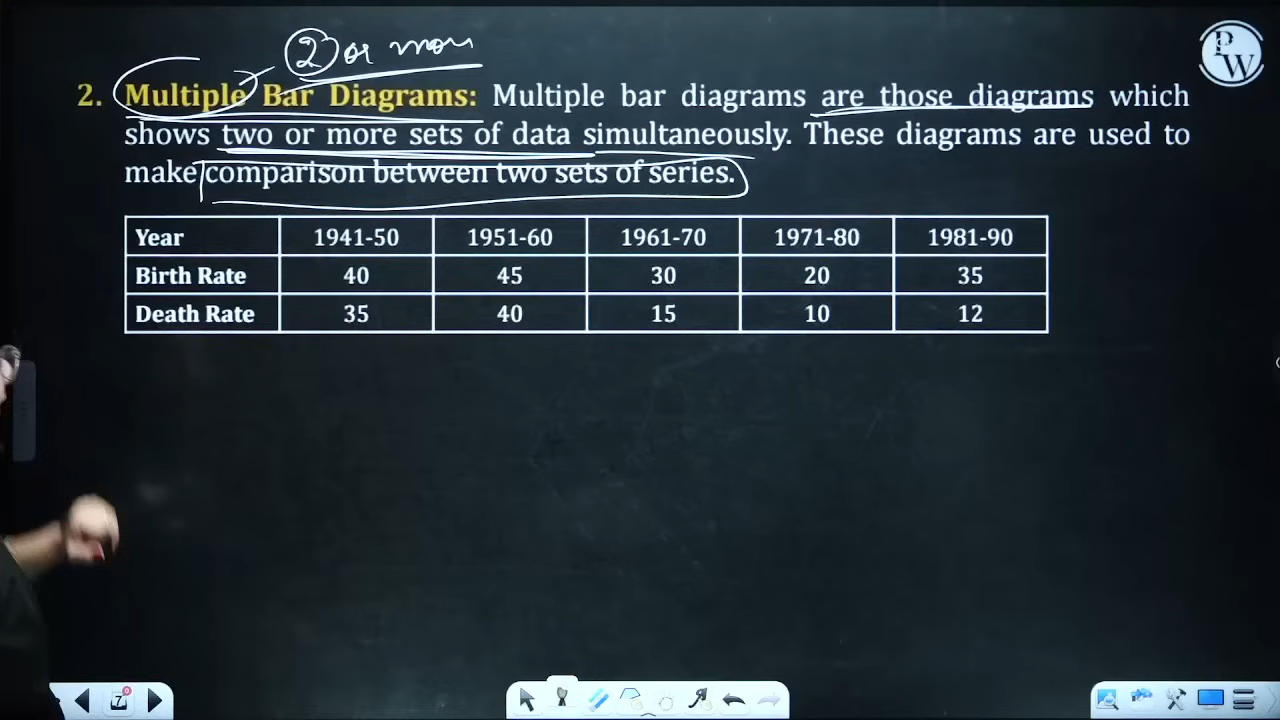 2 or more
2. Multiple Bar Diagrams: Multiple bar diagrams are those diagrams which
shows two or more sets of data simultaneously. These diagrams are used to
make comparison between two sets of series.
Year 1941-50 1951-60 1961-70 1971-80 1981-90
Birth Rate 40 45 30 20 35
Death Rate 35 40 15 10 12
PW